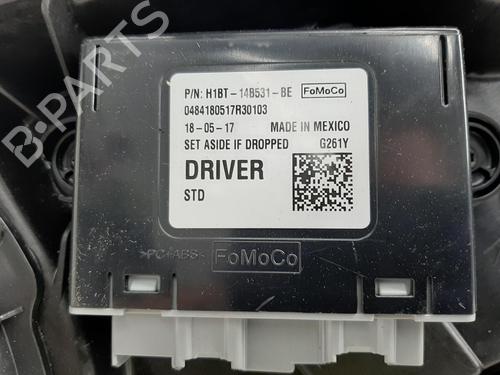 P/N: H1BT-14B531-BE FoMoCo
0484180517R30103
18-05-17 MADE IN MEXICO
SET ASIDE IF DROPPED G261Y
DRIVER
STD
>PC+ABS< FoMoCo
B-PARTS